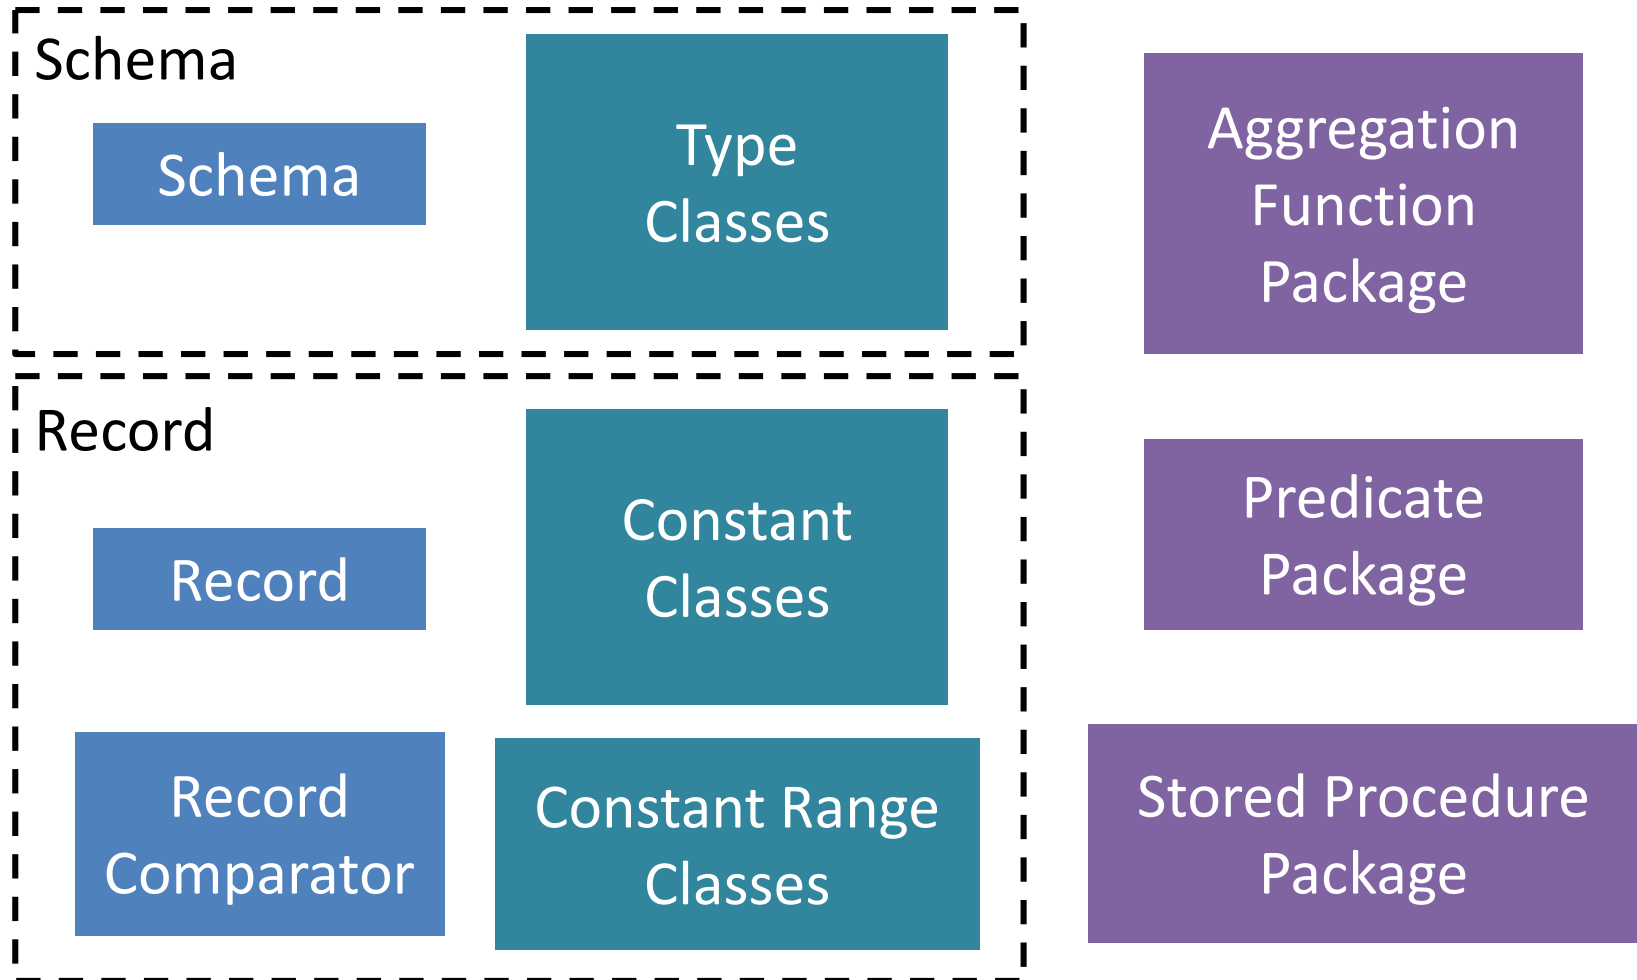 Schema
Schema
Type
Classes
Aggregation
Function
Package
Record
Record
Constant
Classes
Predicate
Package
Record
Comparator
Constant Range
Classes
Stored Procedure
Package